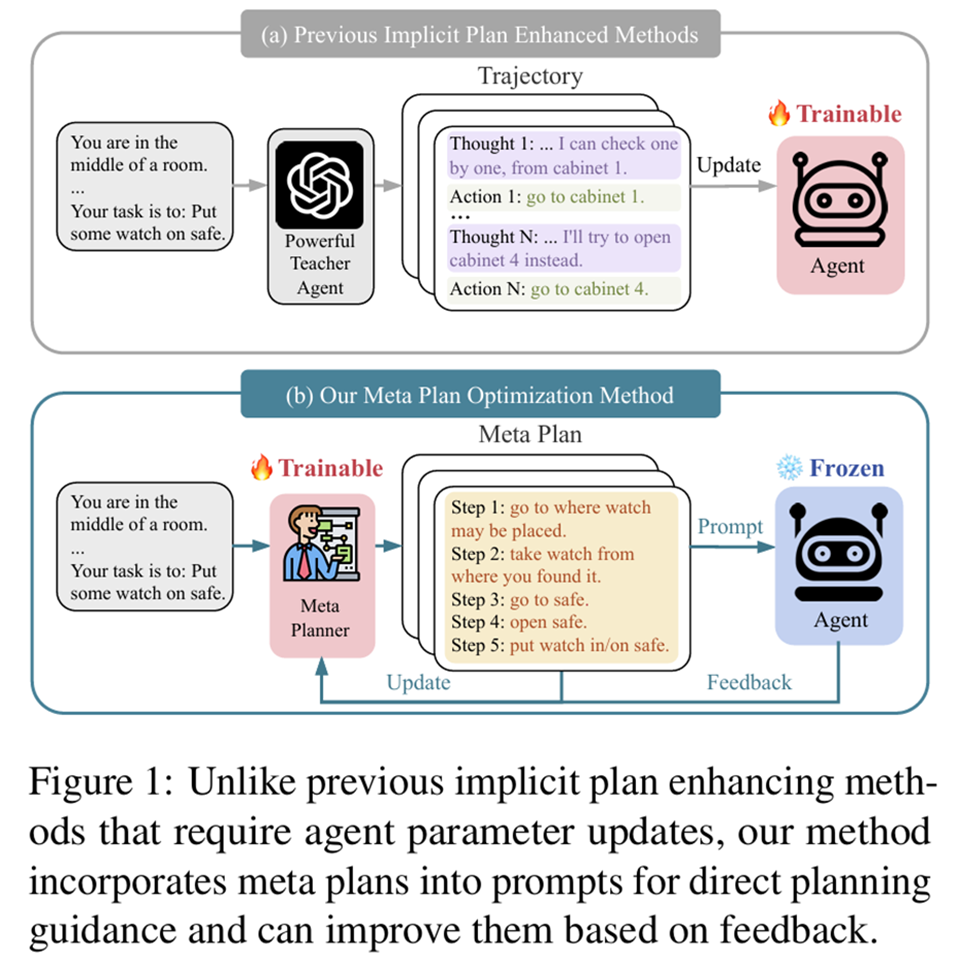 (a) Previous Implicit Plan Enhanced Methods
You are in the
middle of a room.
...
Your task is to: Put
some watch on safe.
Powerful
Teacher
Agent
Trajectory
Thought 1: ... I can check one
by one, from cabinet 1.
Action 1: go to cabinet 1.
...
Thought N: ... I'll try to open
cabinet 4 instead.
Action N: go to cabinet 4.
Update
Trainable
Agent
(b) Our Meta Plan Optimization Method
You are in the
middle of a room.
...
Your task is to: Put
some watch on safe.
Trainable
Meta
Planner
Meta Plan
Step 1: go to where watch
may be placed.
Step 2: take watch from
where you found it.
Step 3: go to safe.
Step 4: open safe.
Step 5: put watch in/on safe.
Prompt
Frozen
Agent
Update
Feedback
Figure 1: Unlike previous implicit plan enhancing meth-
ods that require agent parameter updates, our method
incorporates meta plans into prompts for direct planning
guidance and can improve them based on feedback.